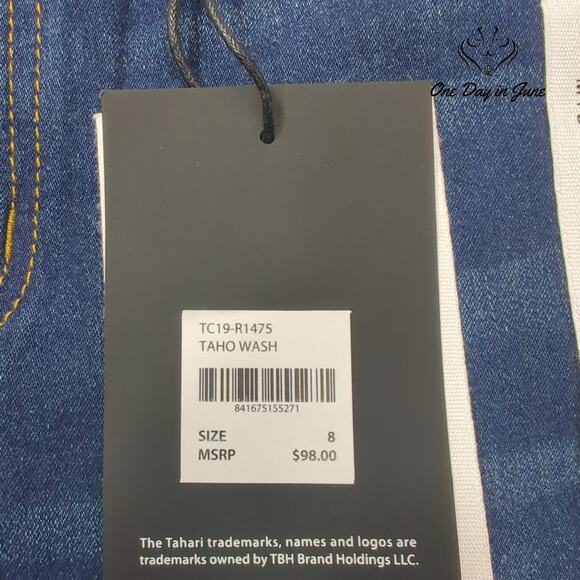 One Day in June
TC19-R1475
TAHO WASH
841675155271
SIZE 8
MSRP $98.00
The Tahari trademarks, names and logos are
trademarks owned by TBH Brand Holdings LLC.